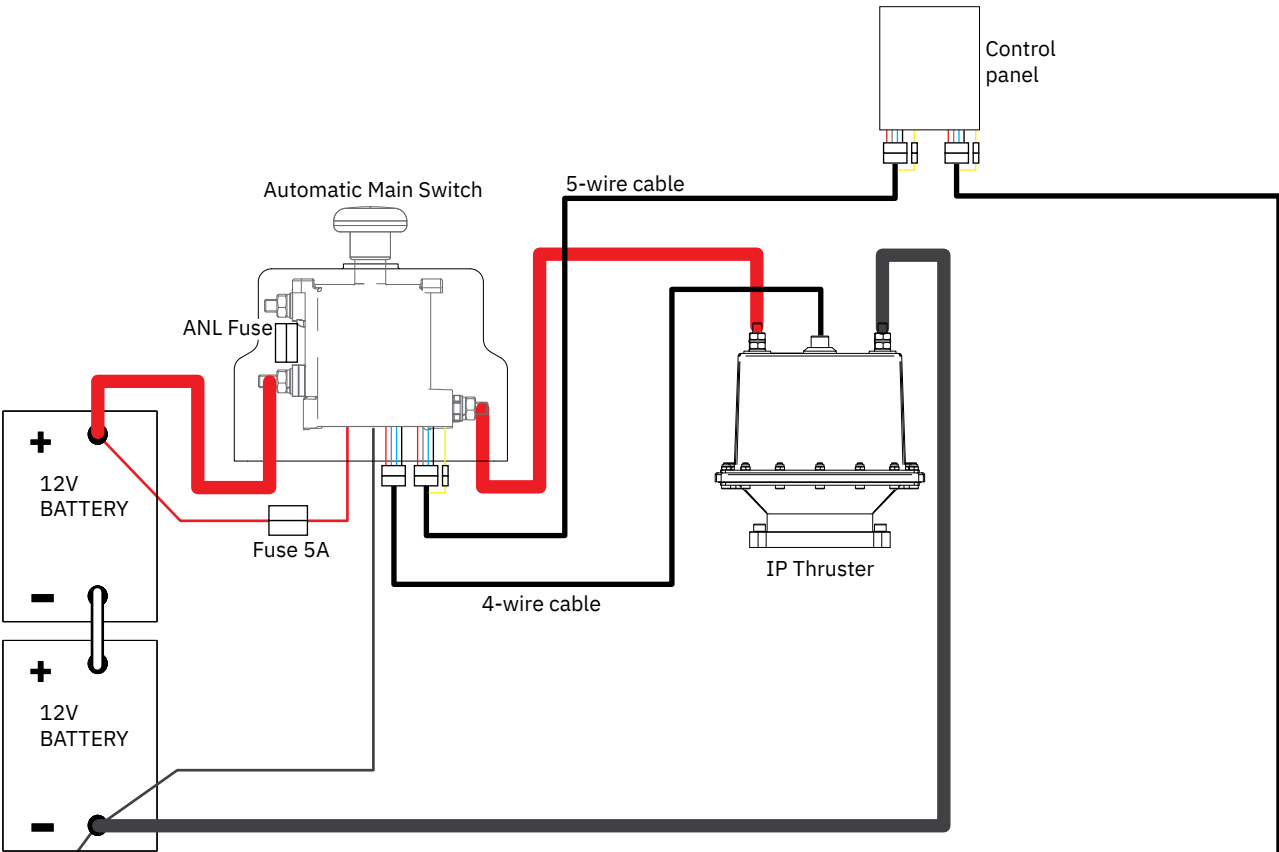 Control
panel
5-wire cable
Automatic Main Switch
ANL Fuse
+
12V
BATTERY
-
Fuse 5A
IP Thruster
4-wire cable
+
12V
BATTERY
-